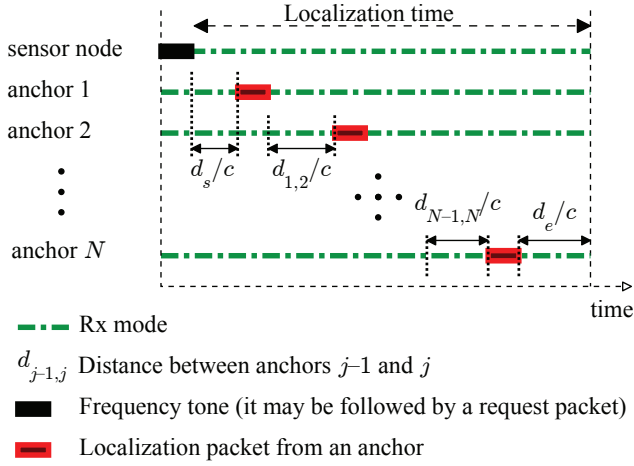 Localization time
sensor node
anchor 1
anchor 2
d_s/c
d_{1,2}/c
d_{N–1,N}/c
d_e/c
anchor N
time
Rx mode
d_{j–1,j} Distance between anchors j–1 and j
Frequency tone (it may be followed by a request packet)
Localization packet from an anchor